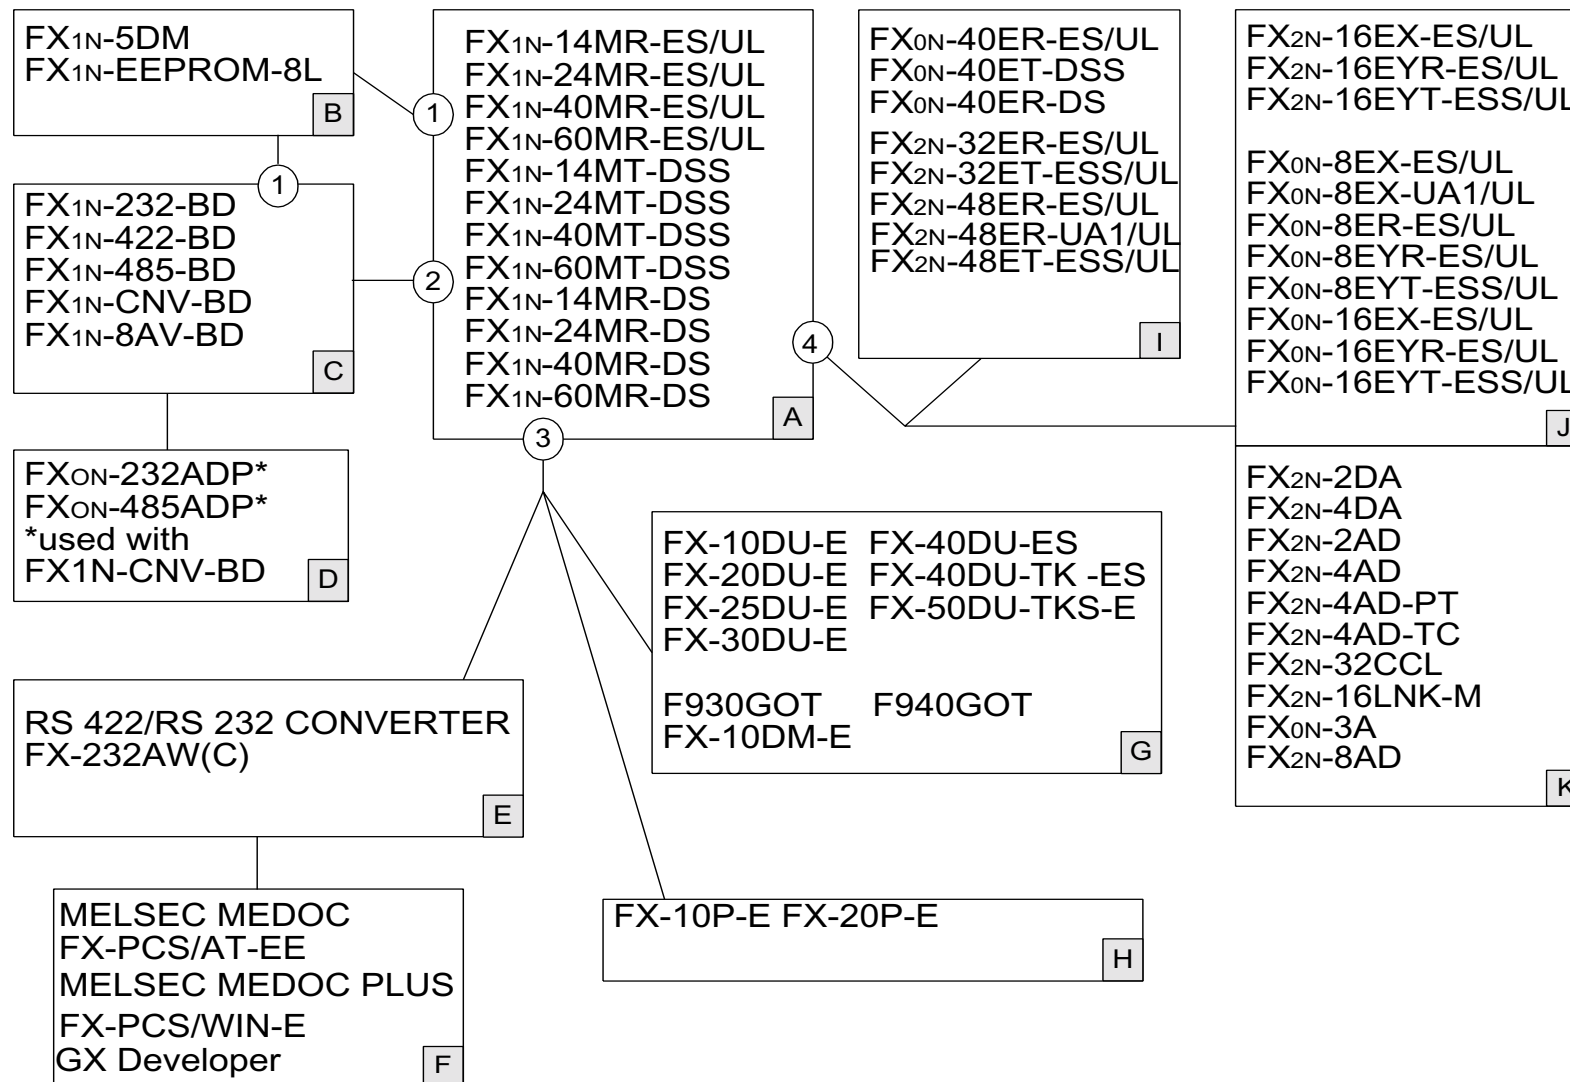 FX1N-5DM
FX1N-EEPROM-8L
B
1
1
FX1N-232-BD
FX1N-422-BD
FX1N-485-BD
FX1N-CNV-BD
FX1N-8AV-BD
C
2
FXON-232ADP*
FXON-485ADP*
*used with
FX1N-CNV-BD
D
FX1N-14MR-ES/UL
FX1N-24MR-ES/UL
FX1N-40MR-ES/UL
FX1N-60MR-ES/UL
FX1N-14MT-DSS
FX1N-24MT-DSS
FX1N-40MT-DSS
FX1N-60MT-DSS
FX1N-14MR-DS
FX1N-24MR-DS
FX1N-40MR-DS
FX1N-60MR-DS
A
3
4
FX0N-40ER-ES/UL
FX0N-40ET-DSS
FX0N-40ER-DS
FX2N-32ER-ES/UL
FX2N-32ET-ESS/UL
FX2N-48ER-ES/UL
FX2N-48ER-UA1/UL
FX2N-48ET-ESS/UL
I
FX2N-16EX-ES/UL
FX2N-16EYR-ES/UL
FX2N-16EYT-ESS/UL
FX0N-8EX-ES/UL
FX0N-8EX-UA1/UL
FX0N-8ER-ES/UL
FX0N-8EYR-ES/UL
FX0N-8EYT-ESS/UL
FX0N-16EX-ES/UL
FX0N-16EYR-ES/UL
FX0N-16EYT-ESS/UL
J
FX2N-2DA
FX2N-4DA
FX2N-2AD
FX2N-4AD
FX2N-4AD-PT
FX2N-4AD-TC
FX2N-32CCL
FX2N-16LNK-M
FX0N-3A
FX2N-8AD
K
FX-10DU-E FX-40DU-ES
FX-20DU-E FX-40DU-TK -ES
FX-25DU-E FX-50DU-TKS-E
FX-30DU-E
F930GOT F940GOT
FX-10DM-E
G
RS 422/RS 232 CONVERTER
FX-232AW(C)
E
FX-10P-E FX-20P-E
H
MELSEC MEDOC
FX-PCS/AT-EE
MELSEC MEDOC PLUS
FX-PCS/WIN-E
GX Developer
F